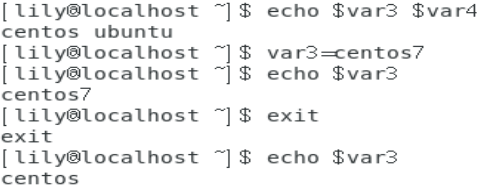 [lily@localhost ~]$ echo $var3 $var4
centos ubuntu
[lily@localhost ~]$ var3=centos7
[lily@localhost ~]$ echo $var3
centos7
[lily@localhost ~]$ exit
exit
[lily@localhost ~]$ echo $var3
centos